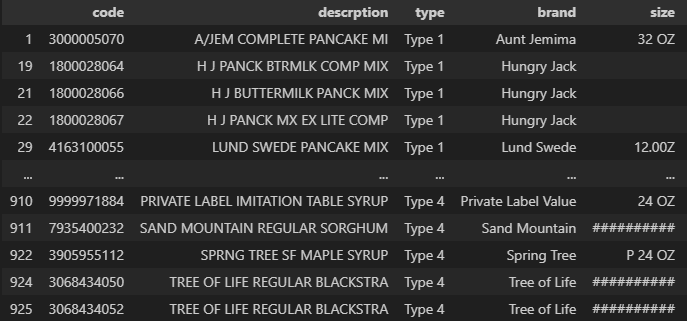 code descrption type brand size
1 3000005070 A/JEM COMPLETE PANCAKE MI Type 1 Aunt Jemima 32 OZ
19 1800028064 H J PANCK BTRMLK COMP MIX Type 1 Hungry Jack
21 1800028066 H J BUTTERMILK PANCK MIX Type 1 Hungry Jack
22 1800028067 H J PANCK MX EX LITE COMP Type 1 Hungry Jack
29 4163100055 LUND SWEDE PANCAKE MIX Type 1 Lund Swede 12.00Z
... ... ... ... ... ...
910 9999971884 PRIVATE LABEL IMITATION TABLE SYRUP Type 4 Private Label Value 24 OZ
911 7935400232 SAND MOUNTAIN REGULAR SORGHUM Type 4 Sand Mountain ##########
922 3905955112 SPRNG TREE SF MAPLE SYRUP Type 4 Spring Tree P 24 OZ
924 3068434050 TREE OF LIFE REGULAR BLACKSTRA Type 4 Tree of Life ##########
925 3068434052 TREE OF LIFE REGULAR BLACKSTRA Type 4 Tree of Life ##########